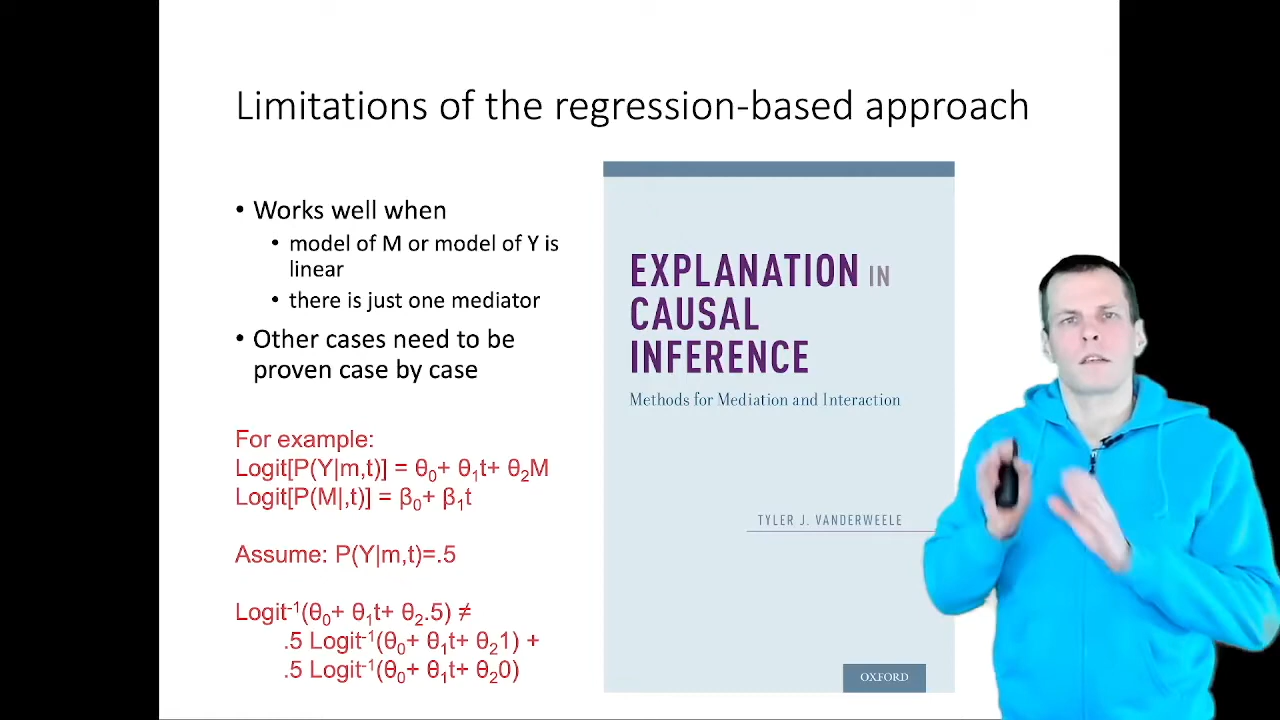 Limitations of the regression-based approach
• Works well when
• model of M or model of Y is
linear
• there is just one mediator
• Other cases need to be
proven case by case
For example:
Logit[P(Y|m,t)] = θ₀+ θ₁t+ θ₂M
Logit[P(M|,t)] = β₀+ β₁t
Assume: P(Y|m,t)=.5
Logit⁻¹(θ₀+ θ₁t+ θ₂.5) ≠
.5 Logit⁻¹(θ₀+ θ₁t+ θ₂1) +
.5 Logit⁻¹(θ₀+ θ₁t+ θ₂0)
EXPLANATION IN
CAUSAL
INFERENCE
Methods for Mediation and Interaction
TYLER J. VANDERWEELE
OXFORD